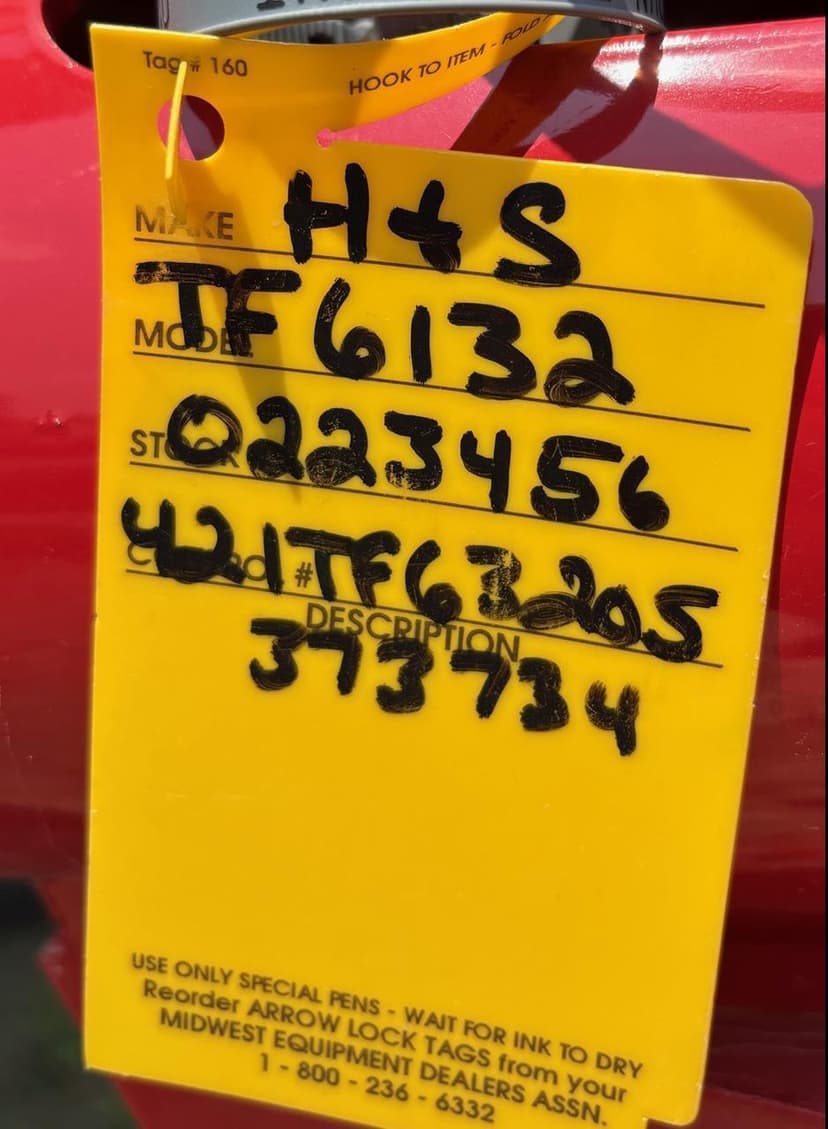 Tag # 160
HOOK TO ITEM - FOLD
MAKE H+S
MODEL TF6132
STOCK 0223456
CONTROL # 421TF63205
DESCRIPTION
373734
USE ONLY SPECIAL PENS - WAIT FOR INK TO DRY
Reorder ARROW LOCK TAGS from your
MIDWEST EQUIPMENT DEALERS ASSN.
1 - 800 - 236 - 6332